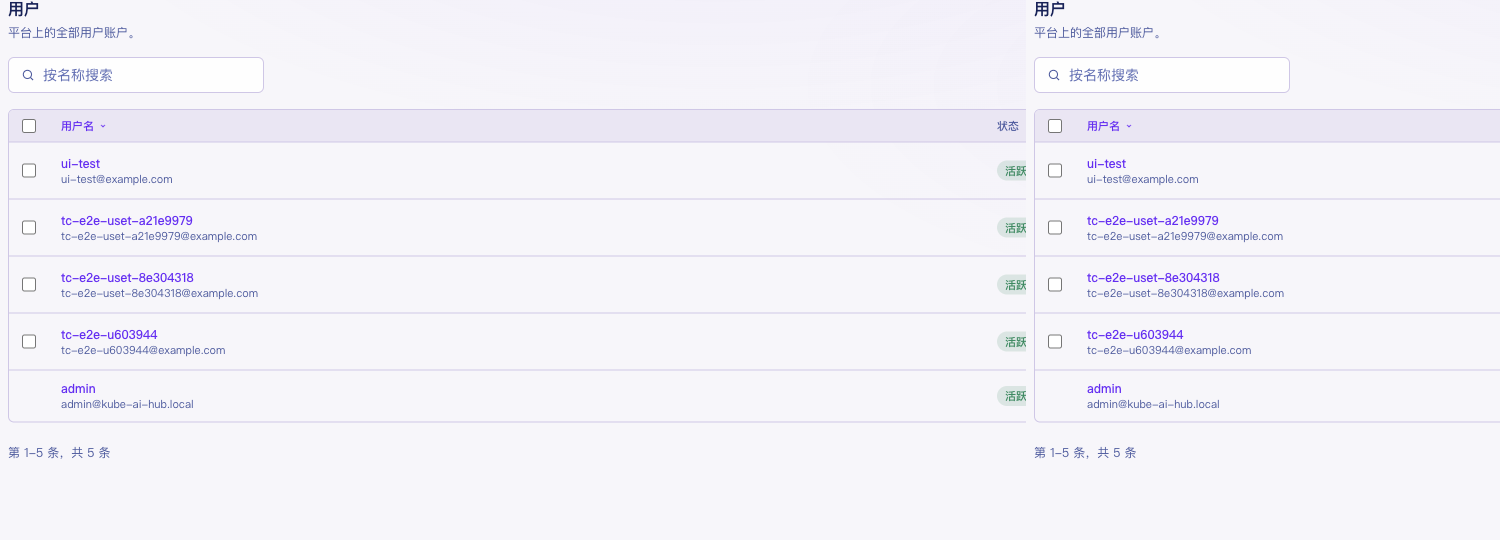 用户
平台上的全部用户账户。
按名称搜索
用户名 状态
ui-test
ui-test@example.com
活跃
tc-e2e-uset-a21e9979
tc-e2e-uset-a21e9979@example.com
活跃
tc-e2e-uset-8e304318
tc-e2e-uset-8e304318@example.com
活跃
tc-e2e-u603944
tc-e2e-u603944@example.com
活跃
admin
admin@kube-ai-hub.local
活跃
第 1-5 条，共 5 条
用户
平台上的全部用户账户。
按名称搜索
用户名
ui-test
ui-test@example.com
tc-e2e-uset-a21e9979
tc-e2e-uset-a21e9979@example.com
tc-e2e-uset-8e304318
tc-e2e-uset-8e304318@example.com
tc-e2e-u603944
tc-e2e-u603944@example.com
admin
admin@kube-ai-hub.local
第 1-5 条，共 5 条